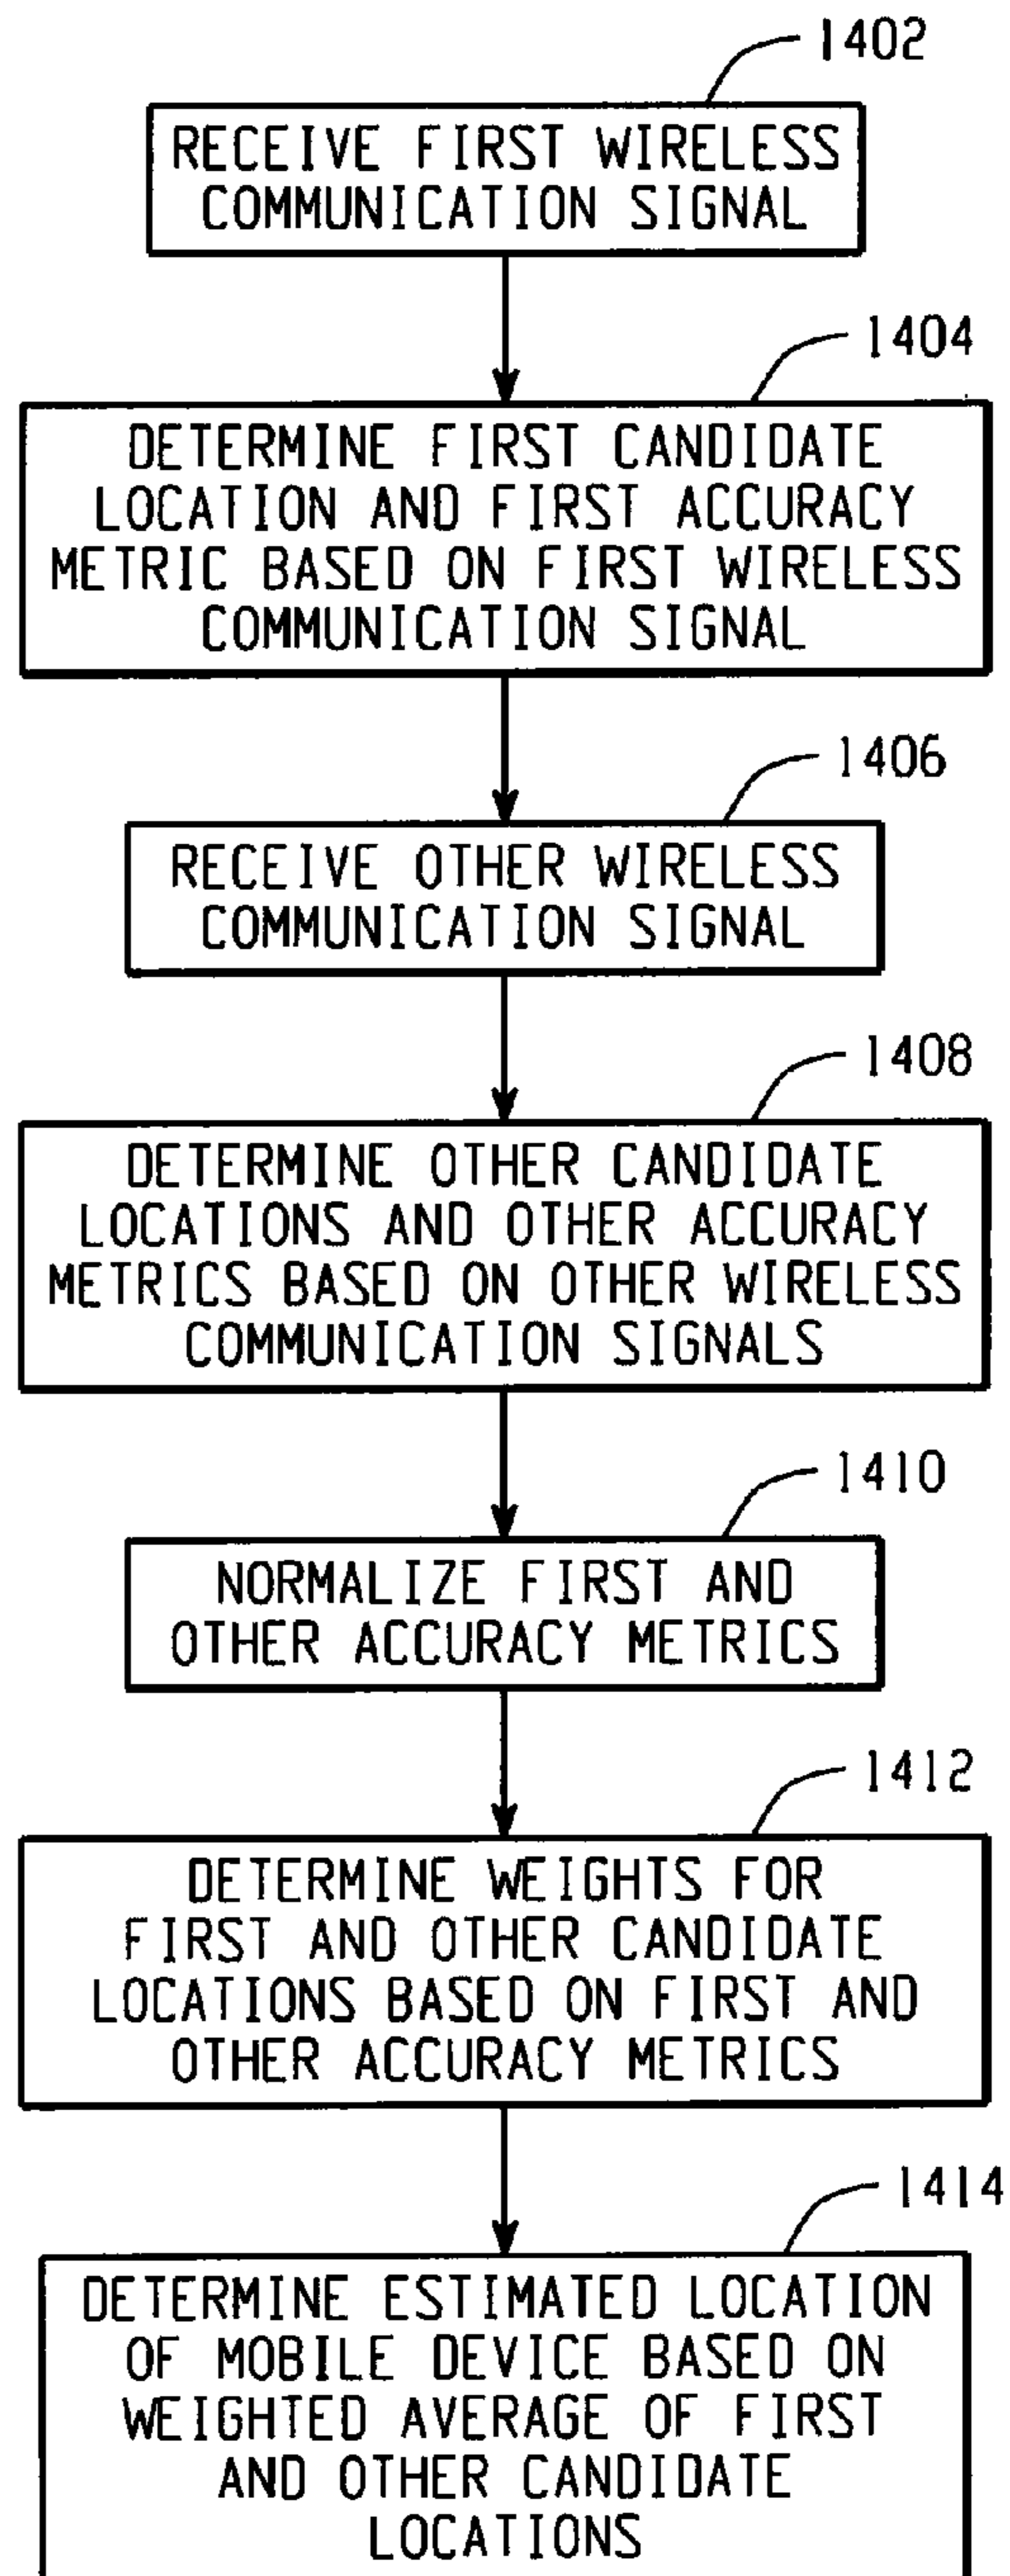 1402
RECEIVE FIRST WIRELESS
COMMUNICATION SIGNAL
1404
DETERMINE FIRST CANDIDATE
LOCATION AND FIRST ACCURACY
METRIC BASED ON FIRST WIRELESS
COMMUNICATION SIGNAL
1406
RECEIVE OTHER WIRELESS
COMMUNICATION SIGNAL
1408
DETERMINE OTHER CANDIDATE
LOCATIONS AND OTHER ACCURACY
METRICS BASED ON OTHER WIRELESS
COMMUNICATION SIGNALS
1410
NORMALIZE FIRST AND
OTHER ACCURACY METRICS
1412
DETERMINE WEIGHTS FOR
FIRST AND OTHER CANDIDATE
LOCATIONS BASED ON FIRST AND
OTHER ACCURACY METRICS
1414
DETERMINE ESTIMATED LOCATION
OF MOBILE DEVICE BASED ON
WEIGHTED AVERAGE OF FIRST
AND OTHER CANDIDATE
LOCATIONS